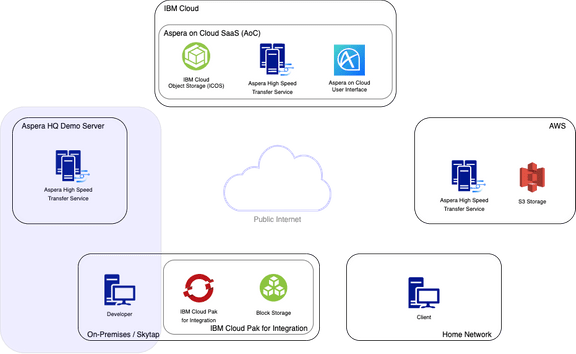 IBM Cloud
Aspera on Cloud SaaS (AoC)
IBM Cloud
Object Storage (ICOS)
Aspera High Speed
Transfer Service
Aspera on Cloud
User Interface
Aspera HQ Demo Server
Aspera High Speed
Transfer Service
Public Internet
AWS
Aspera High Speed
Transfer Service
S3 Storage
Developer
On-Premises / Skytap
IBM Cloud Pak
for Integration
Block Storage
IBM Cloud Pak for Integration
Client
Home Network